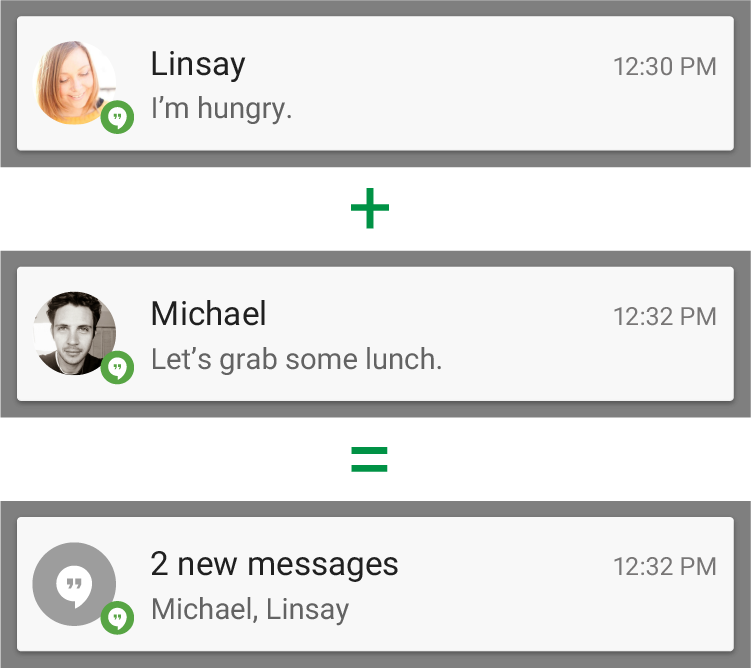 Linsay
12:30 PM
I’m hungry.
+
Michael
12:32 PM
Let’s grab some lunch.
=
2 new messages
12:32 PM
Michael, Linsay